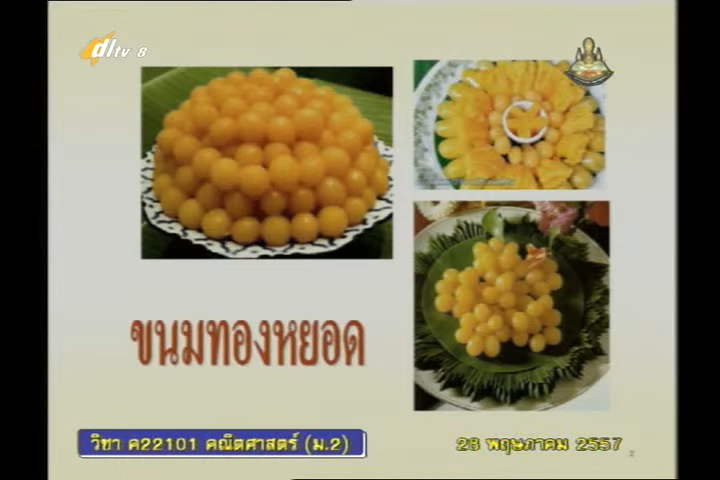 dltv 8
ขนมทองหยอด
วิชา ค22101 คณิตศาสตร์ (ม.2)
28 พฤษภาคม 2557
2